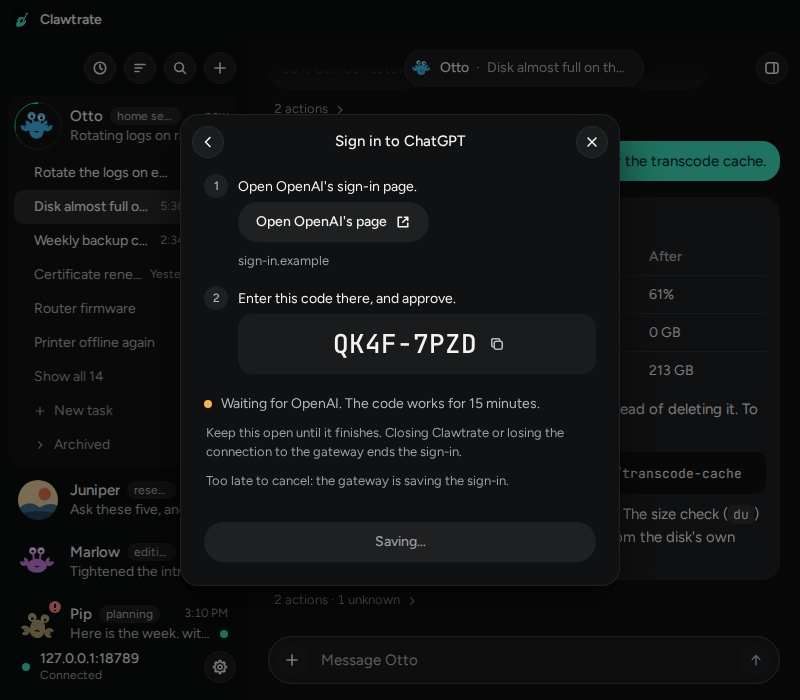 Clawtrate
Otto · Disk almost full on th...
Otto home se...
Rotating logs on
Rotate the logs on e...
Disk almost full o... 5:36
Weekly backup c... 2:34
Certificate rene... Yeste
Router firmware
Printer offline again
Show all 14
New task
Archived
Juniper rese...
Ask these five, an
Marlow editi...
Tightened the intr
Pip planning 3:10 PM
Here is the week. wit...
127.0.0.1:18789
Connected
2 actions
the transcode cache.
After
61%
0 GB
213 GB
ead of deleting it. To
/transcode-cache
The size check (du)
om the disk's own
2 actions · 1 unknown
Message Otto
Sign in to ChatGPT
1 Open OpenAI's sign-in page.
Open OpenAI's page
sign-in.example
2 Enter this code there, and approve.
QK4F-7PZD
Waiting for OpenAI. The code works for 15 minutes.
Keep this open until it finishes. Closing Clawtrate or losing the
connection to the gateway ends the sign-in.
Too late to cancel: the gateway is saving the sign-in.
Saving...